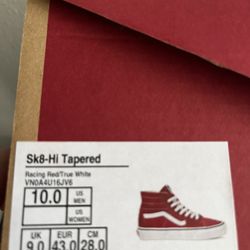 Sk8-Hi Tapered
Racing Red/True White
VN0A4U16JV6
10.0 US MEN
US WOMEN
UK EUR CM
9.0 43.0 28.0